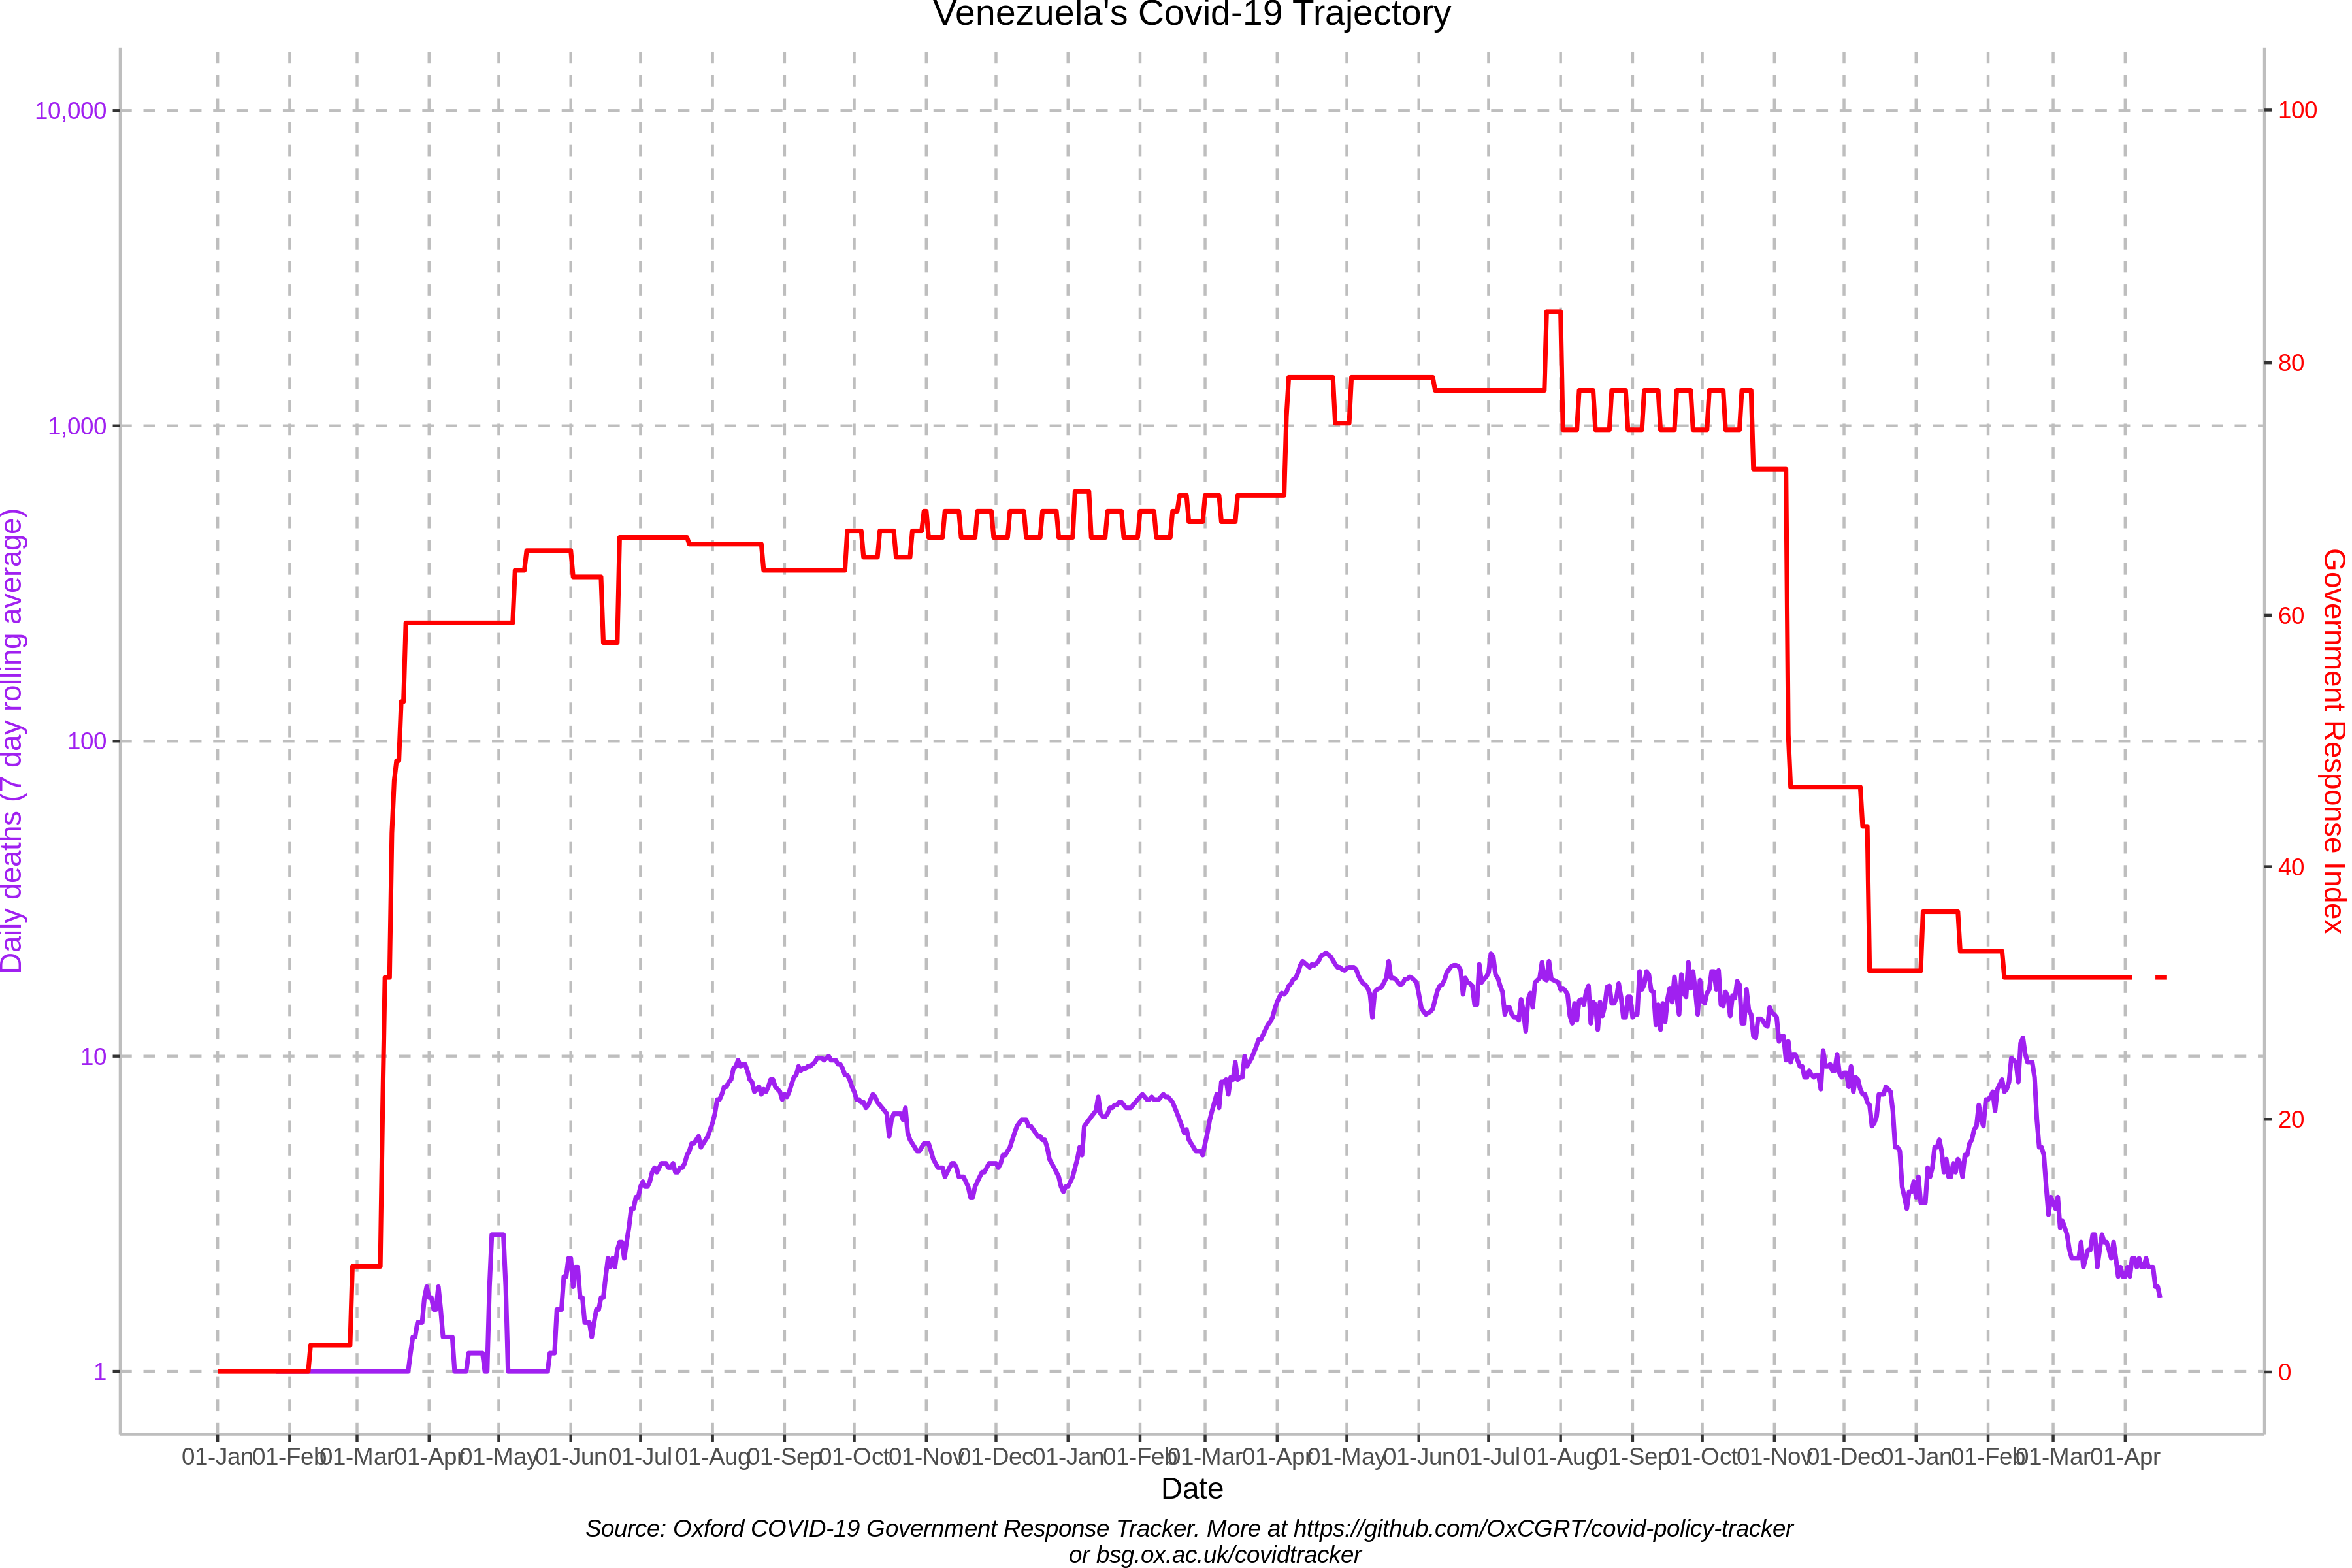 Venezuela's Covid-19 Trajectory
Daily deaths (7 day rolling average)
10,000
1,000
100
10
1
Government Response Index
100
80
60
40
20
0
01-Jan 01-Feb 01-Mar 01-Apr 01-May 01-Jun 01-Jul 01-Aug 01-Sep 01-Oct 01-Nov 01-Dec 01-Jan 01-Feb 01-Mar 01-Apr 01-May 01-Jun 01-Jul 01-Aug 01-Sep 01-Oct 01-Nov 01-Dec 01-Jan 01-Feb 01-Mar 01-Apr
Date
Source: Oxford COVID-19 Government Response Tracker. More at https://github.com/OxCGRT/covid-policy-tracker
or bsg.ox.ac.uk/covidtracker